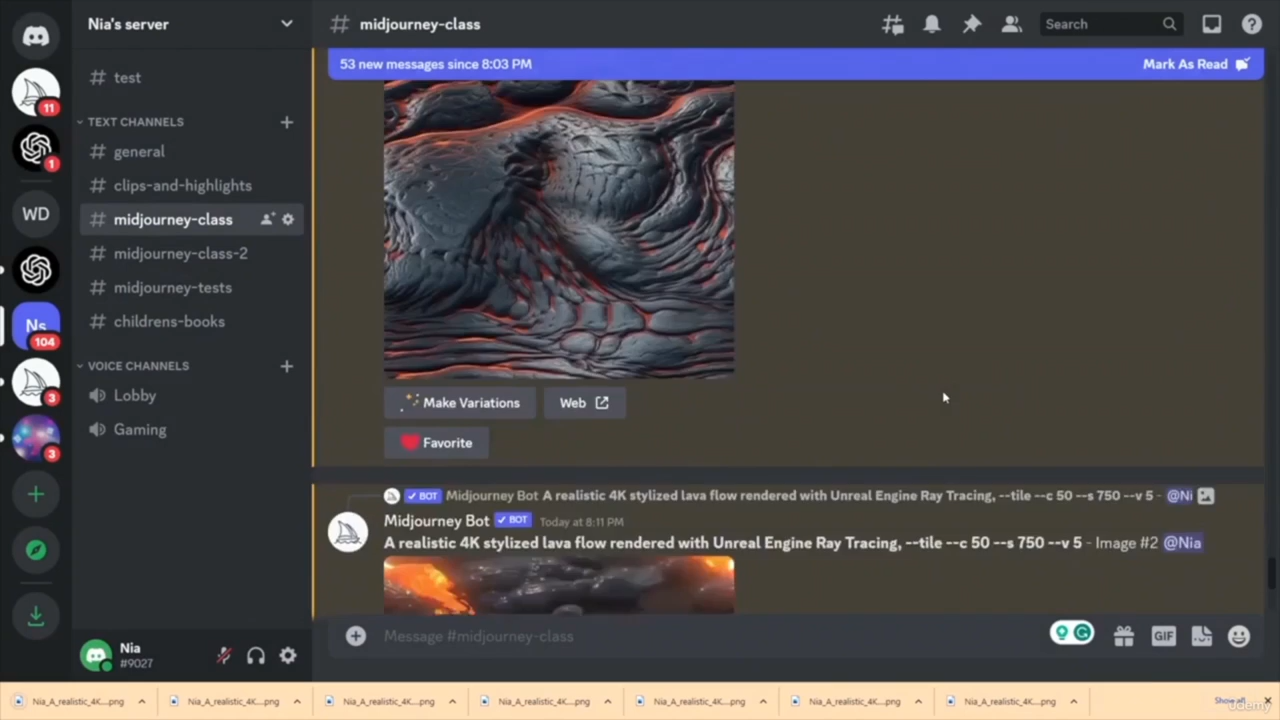 Nia's server
midjourney-class
Search
53 new messages since 8:03 PM
Mark As Read
test
TEXT CHANNELS
general
clips-and-highlights
midjourney-class
midjourney-class-2
midjourney-tests
childrens-books
VOICE CHANNELS
Lobby
Gaming
11
1
WD
Ns
104
3
3
Make Variations
Web
Favorite
BOT Midjourney Bot A realistic 4K stylized lava flow rendered with Unreal Engine Ray Tracing, --tile --c 50 --s 750 --v 5 - @Ni
Midjourney Bot BOT Today at 8:11 PM
A realistic 4K stylized lava flow rendered with Unreal Engine Ray Tracing, --tile --c 50 --s 750 --v 5 - Image #2 @Nia
Message #midjourney-class
GIF
Nia
#9027
Nia_A_realistic_4K....png
Nia_A_realistic_4K....png
Nia_A_realistic_4K....png
Nia_A_realistic_4K....png
Nia_A_realistic_4K....png
Nia_A_realistic_4K....png
Nia_A_realistic_4K....png
Show all
udemy